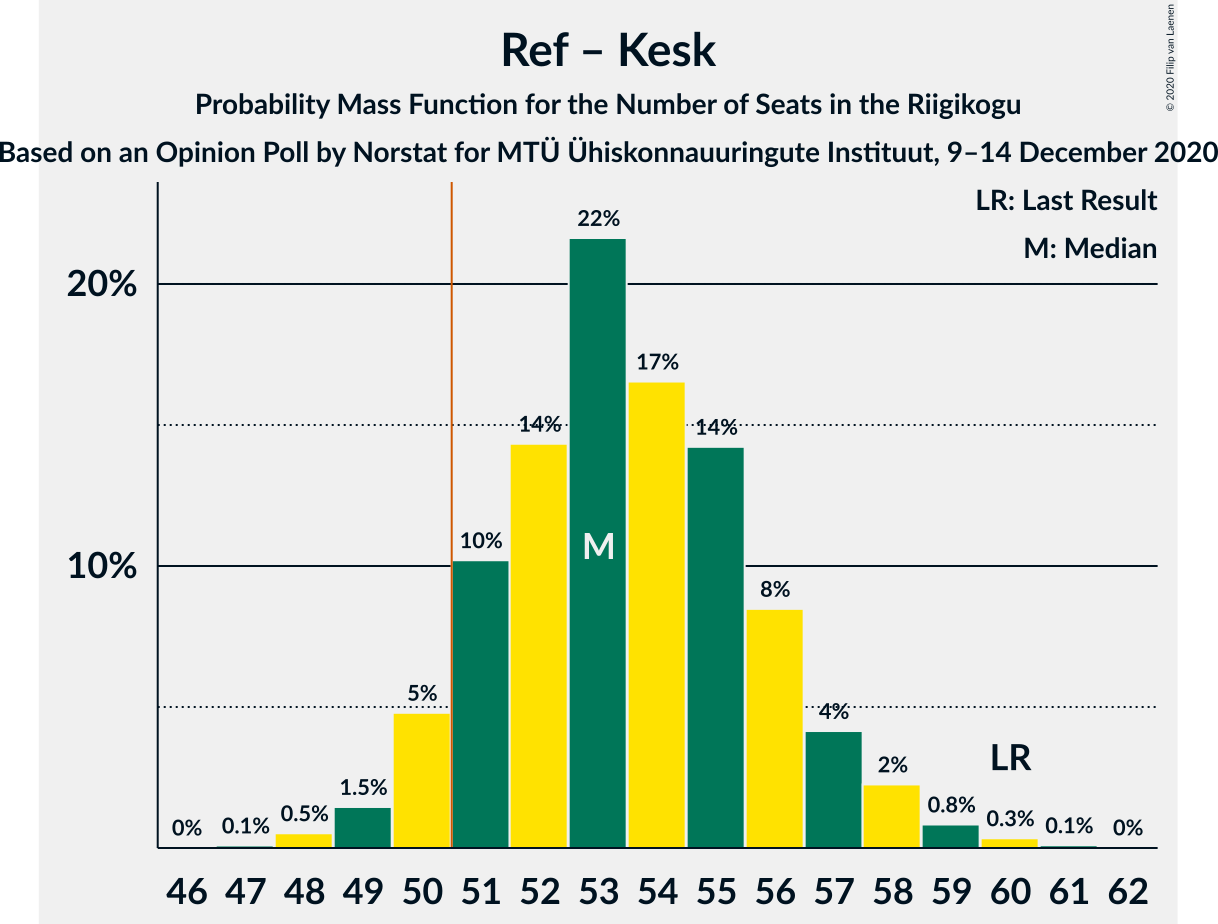 Ref – Kesk
Probability Mass Function for the Number of Seats in the Riigikogu
Based on an Opinion Poll by Norstat for MTÜ Ühiskonnauuringute Instituut, 9–14 December 2020
© 2020 Filip van Laenen
LR: Last Result
M: Median
22%
20%
17%
14%
14%
10%
M
10%
8%
5%
4%
LR
2%
1.5%
0.8%
0.5%
0.3%
0% 0.1% 0.1% 0%
46 47 48 49 50 51 52 53 54 55 56 57 58 59 60 61 62